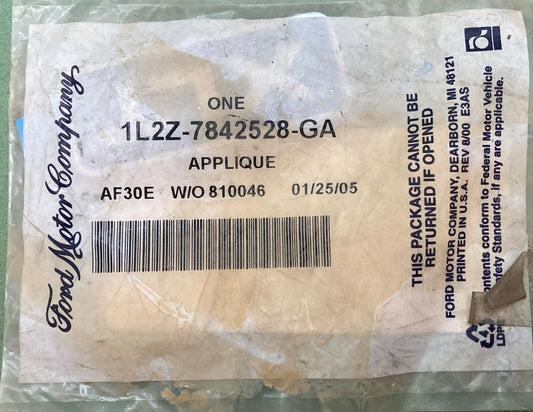 Ford Motor Company
ONE
1L2Z-7842528-GA
APPLIQUE
AF30E W/O 810046 01/25/05
THIS PACKAGE CANNOT BE
RETURNED IF OPENED
FORD MOTOR COMPANY, DEARBORN, MI 48121
PRINTED IN U.S.A. REV 8/00 E3AS
contents conform to Federal Motor Vehicle
Safety Standards, if any are applicable.